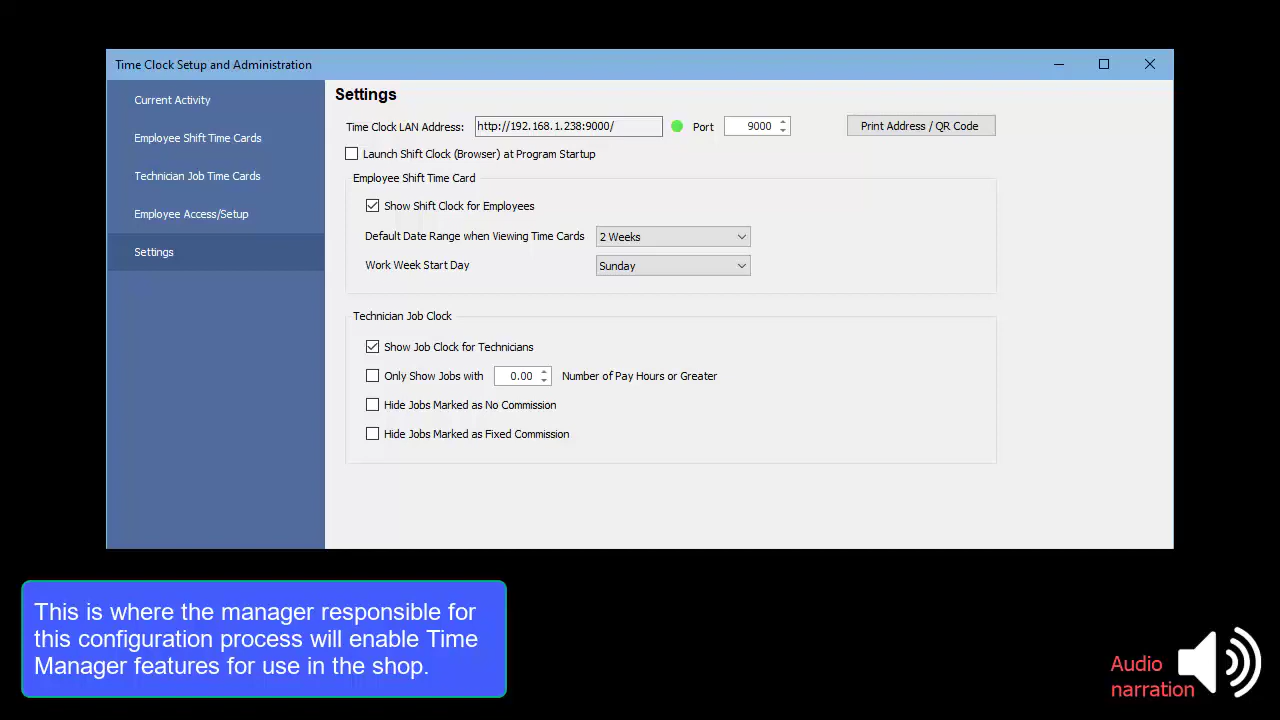 Time Clock Setup and Administration
Current Activity
Employee Shift Time Cards
Technician Job Time Cards
Employee Access/Setup
Settings
Settings
Time Clock LAN Address: http://192.168.1.238:9000/ Port 9000 Print Address / QR Code
Launch Shift Clock (Browser) at Program Startup
Employee Shift Time Card
Show Shift Clock for Employees
Default Date Range when Viewing Time Cards 2 Weeks
Work Week Start Day Sunday
Technician Job Clock
Show Job Clock for Technicians
Only Show Jobs with 0.00 Number of Pay Hours or Greater
Hide Jobs Marked as No Commission
Hide Jobs Marked as Fixed Commission
This is where the manager responsible for
this configuration process will enable Time
Manager features for use in the shop.
Audio
narration